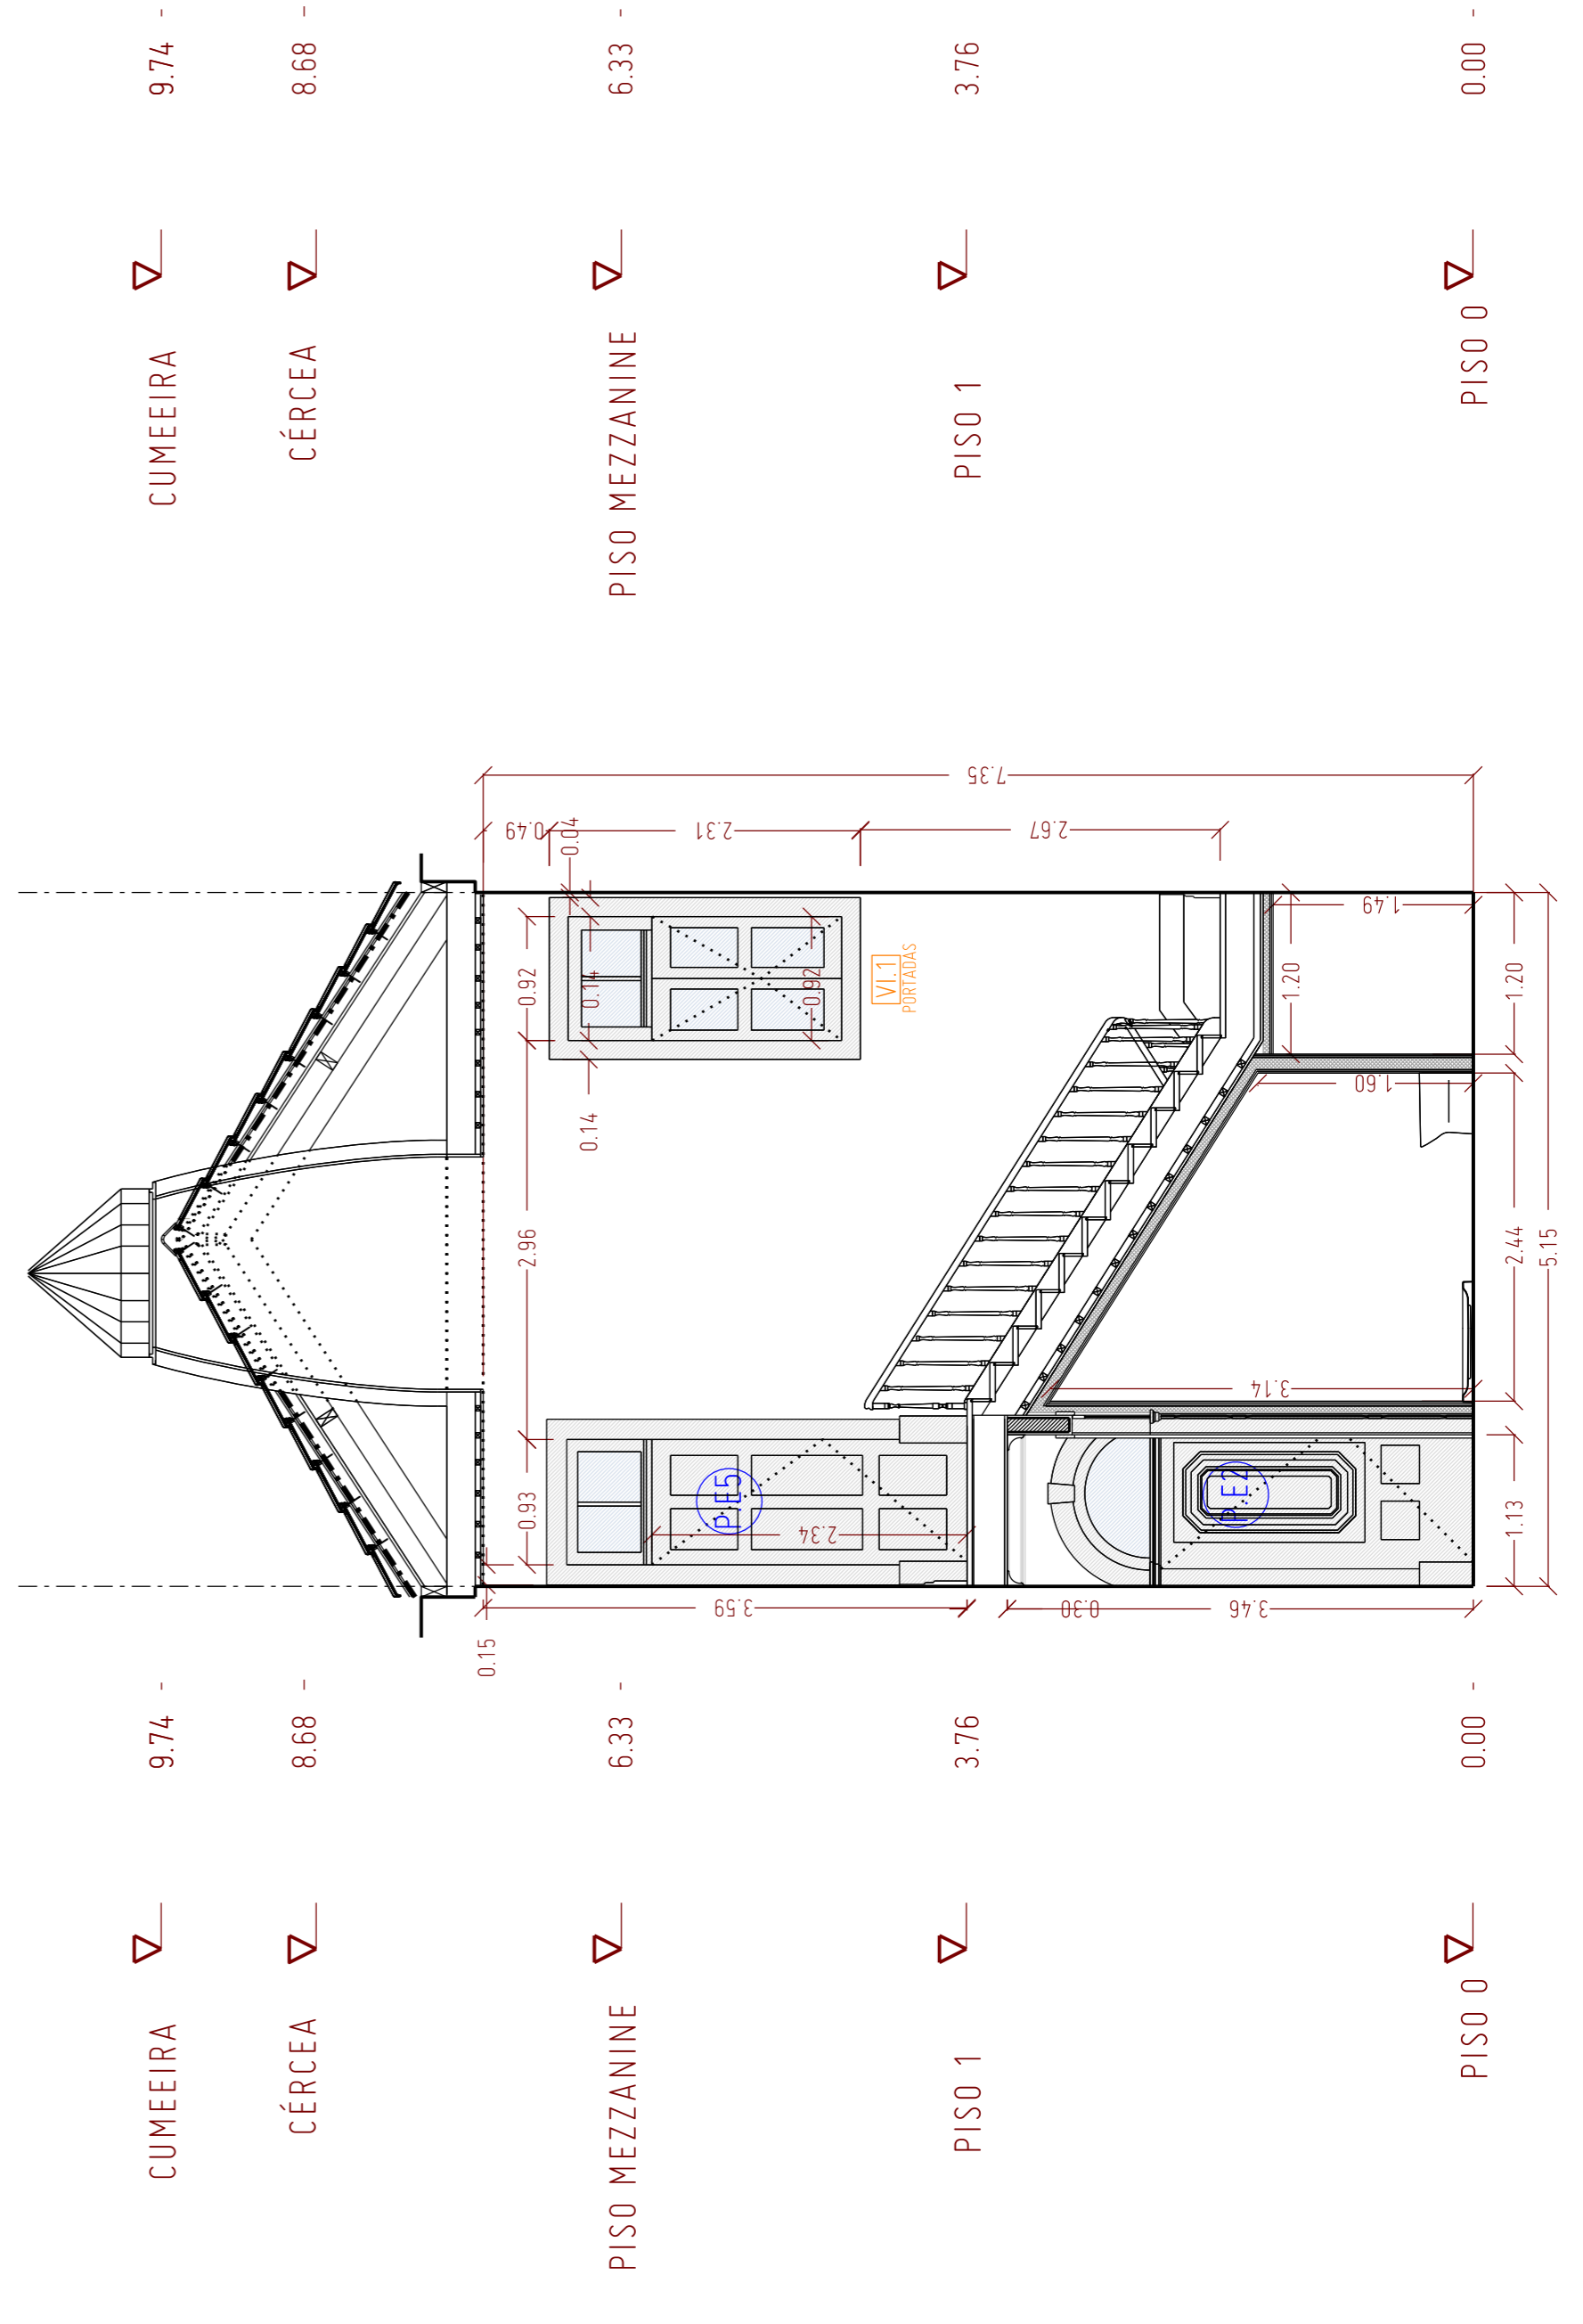 CUMEEIRA 9.74
CÉRCEA 8.68
PISO MEZZANINE 6.33
PISO 1 3.76
PISO 0 0.00
CUMEEIRA 9.74
CÉRCEA 8.68
PISO MEZZANINE 6.33
PISO 1 3.76
PISO 0 0.00
0.15
0.93
2.96
0.92
0.49
0.04
0.14
0.14
0.92
2.31
2.67
7.35
3.59
2.34
P.E5
VI.1
PORTADAS
0.30
3.46
P.E2
3.14
1.60
1.20
1.49
1.13
2.44
1.20
5.15